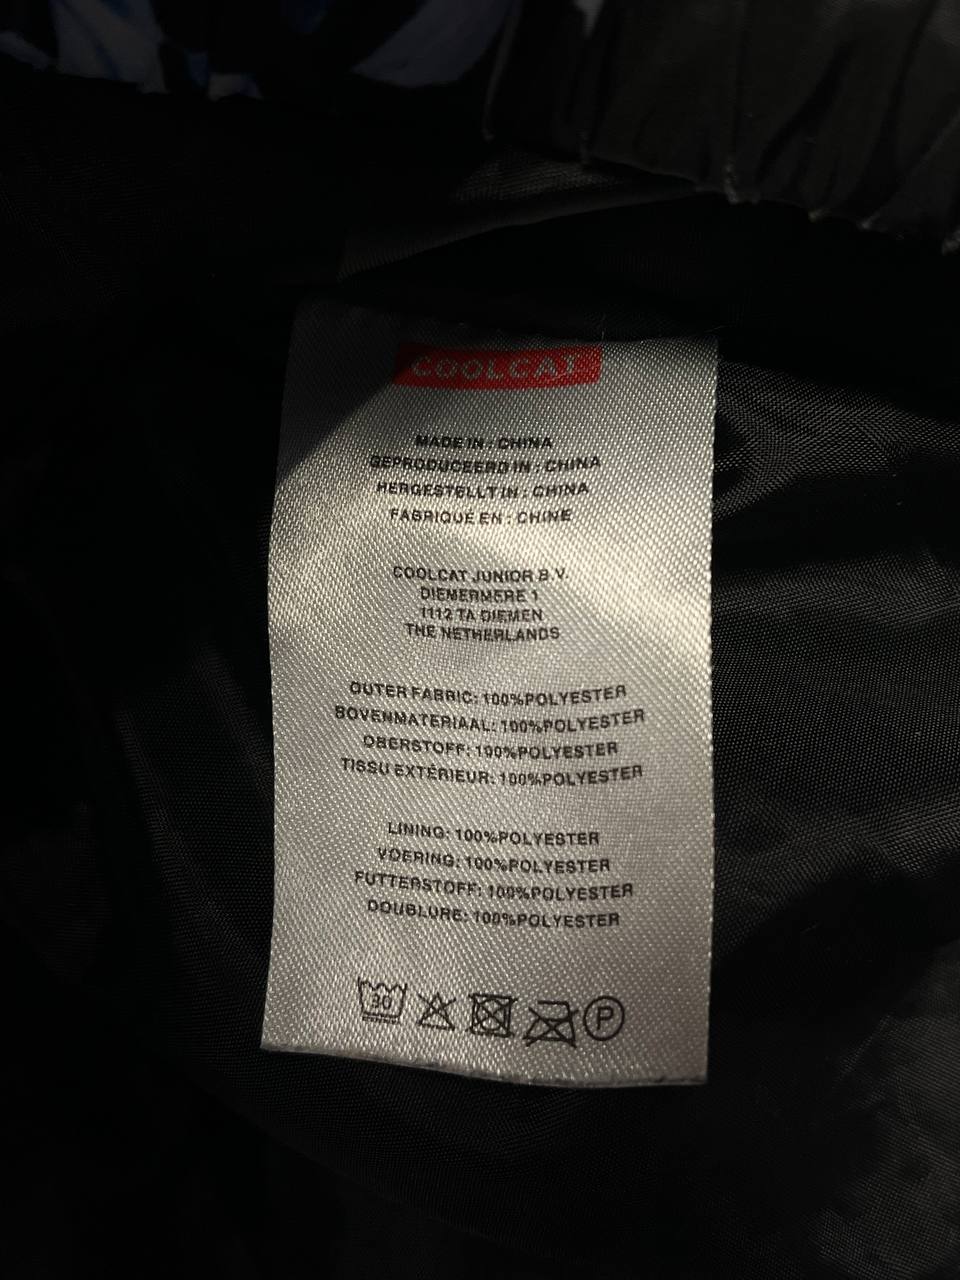 COOLCAT
MADE IN : CHINA
GEPRODUCEERD IN : CHINA
HERGESTELLT IN : CHINA
FABRIQUÉ EN : CHINE
COOLCAT JUNIOR B.V.
DIEMERMERE 1
1112 TA DIEMEN
THE NETHERLANDS
OUTER FABRIC: 100%POLYESTER
BOVENMATERIAAL: 100%POLYESTER
OBERSTOFF: 100%POLYESTER
TISSU EXTÉRIEUR: 100%POLYESTER
LINING: 100%POLYESTER
VOERING: 100%POLYESTER
FUTTERSTOFF: 100%POLYESTER
DOUBLURE: 100%POLYESTER
30 P